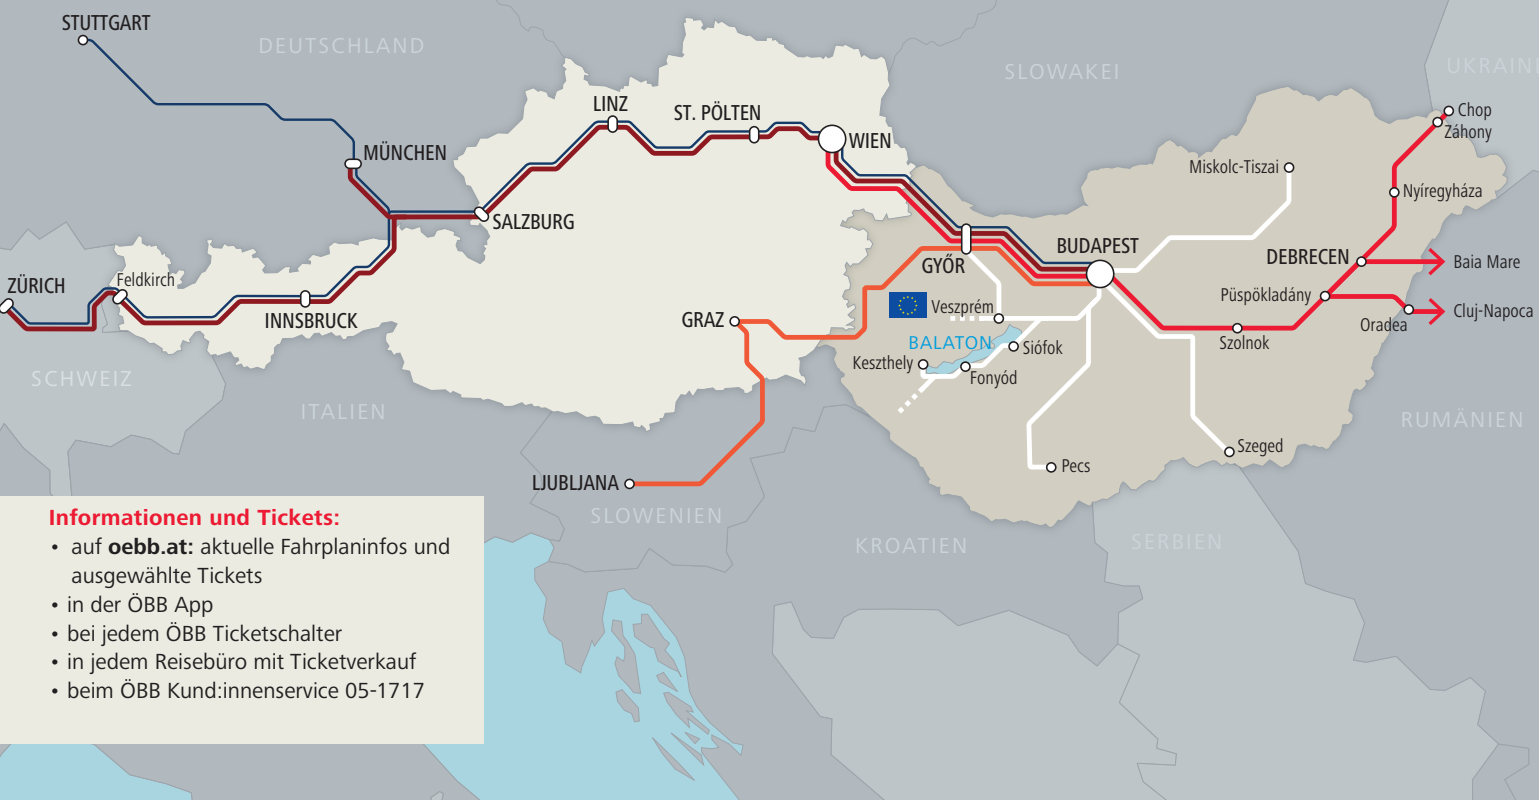 STUTTGART
DEUTSCHLAND
SLOWAKEI
UKRAIN
LINZ
ST. PÖLTEN
Chop
Záhony
MÜNCHEN
WIEN
Miskolc-Tiszai
Nyíregyháza
SALZBURG
BUDAPEST
DEBRECEN
Baia Mare
GYŐR
ZÜRICH
Feldkirch
Püspökladány
INNSBRUCK
Veszprém
GRAZ
Oradea
Cluj-Napoca
BALATON
Siófok
Szolnok
Keszthely
Fonyód
SCHWEIZ
ITALIEN
RUMÄNIEN
Szeged
Pecs
LJUBLJANA
SLOWENIEN
KROATIEN
SERBIEN
Informationen und Tickets:
• auf oebb.at: aktuelle Fahrplaninfos und
ausgewählte Tickets
• in der ÖBB App
• bei jedem ÖBB Ticketschalter
• in jedem Reisebüro mit Ticketverkauf
• beim ÖBB Kund:innenservice 05-1717